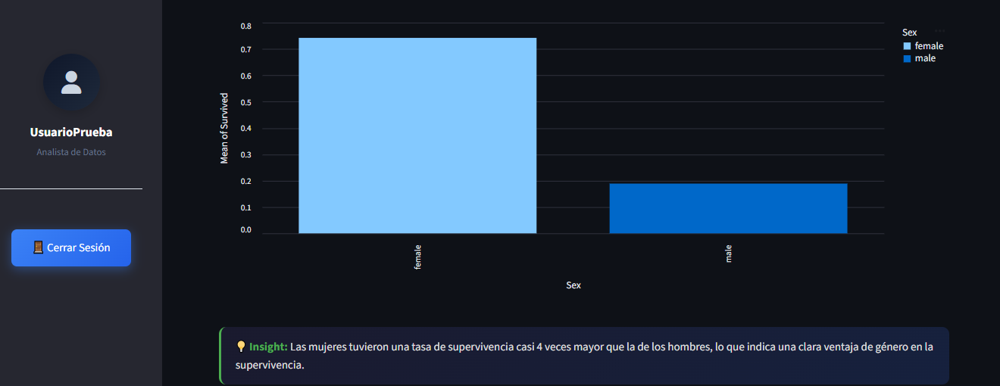 UsuarioPrueba
Analista de Datos
Cerrar Sesión
0.8
0.7
0.6
0.5
0.4
0.3
0.2
0.1
0.0
Mean of Survived
female
male
Sex
Sex
female
male
Insight: Las mujeres tuvieron una tasa de supervivencia casi 4 veces mayor que la de los hombres, lo que indica una clara ventaja de género en la
supervivencia.